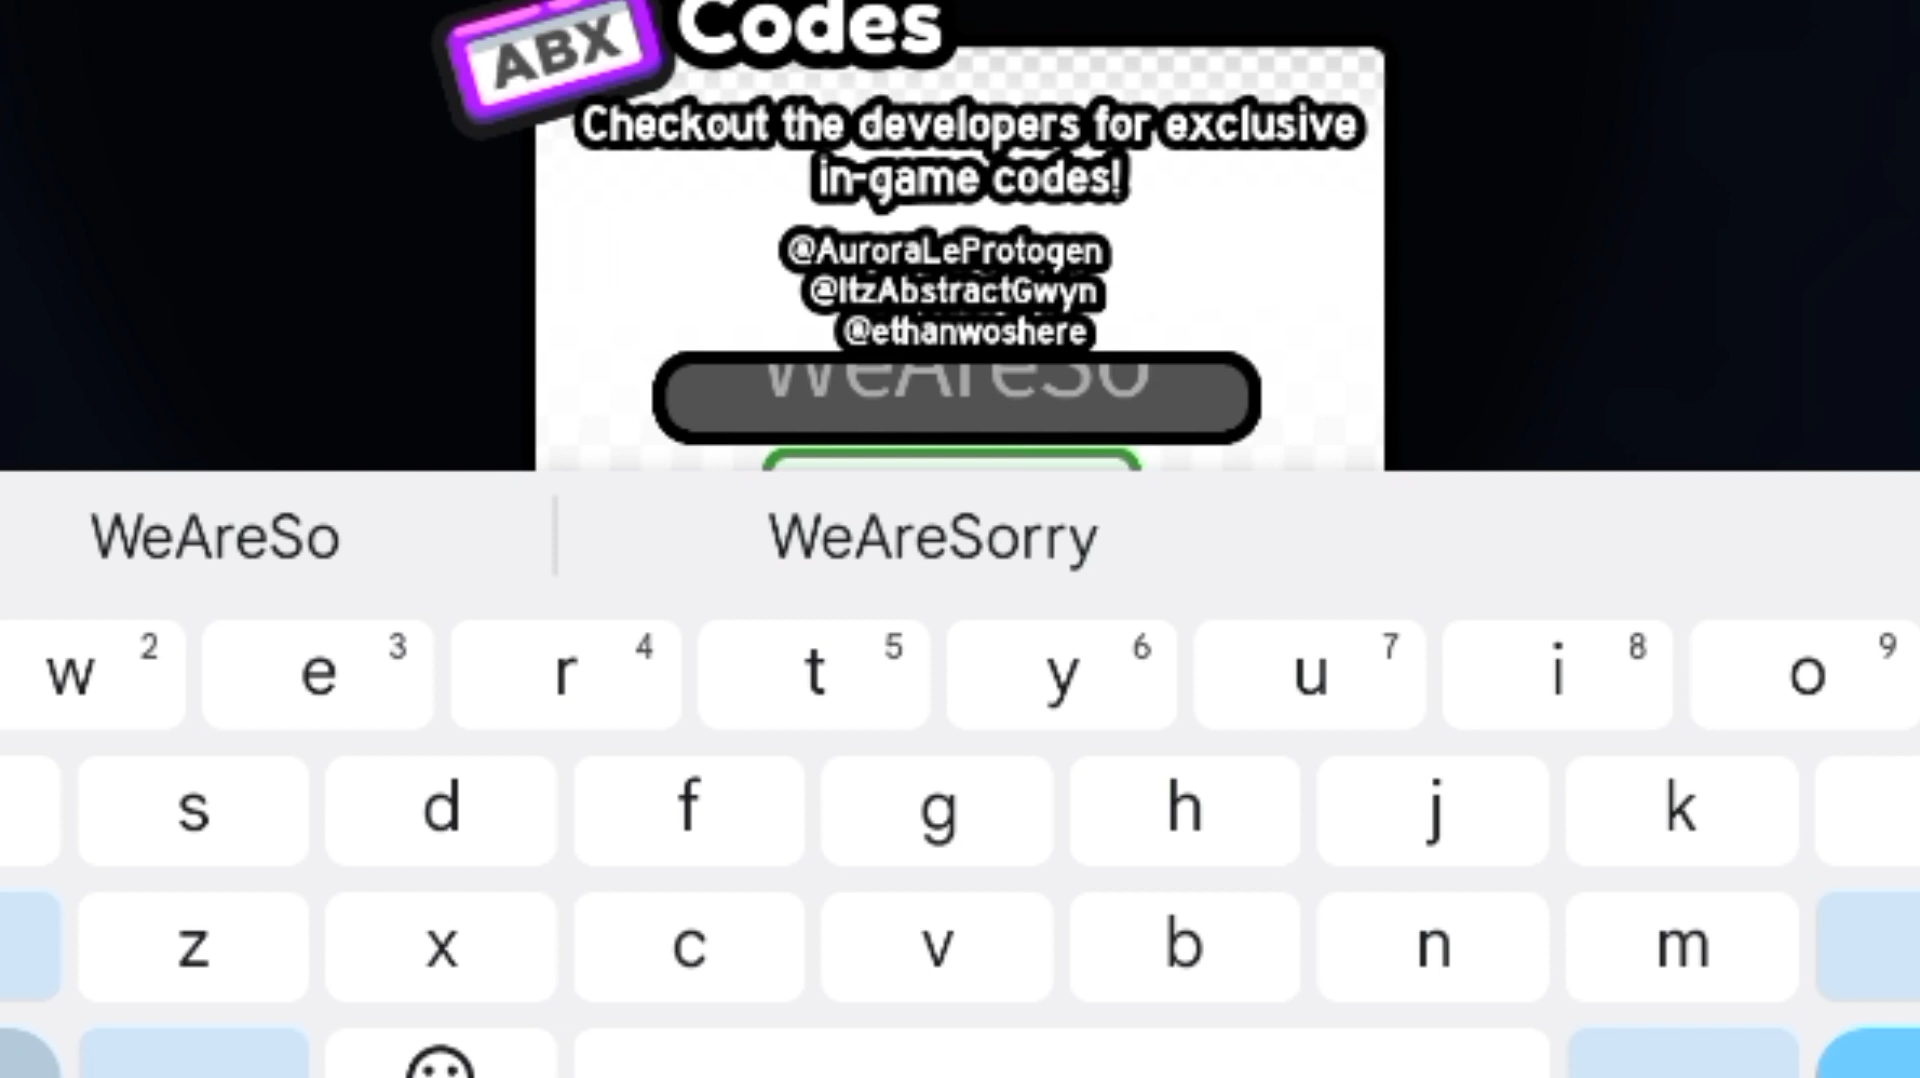 ABX Codes
Checkout the developers for exclusive
in-game codes!
@AuroraLeProtogen
@ItzAbstractGwyn
@ethanwoshere
WeAreSo
WeAreSo WeAreSorry
w 2 e 3 r 4 t 5 y 6 u 7 i 8 o 9
s d f g h j k
z x c v b n m